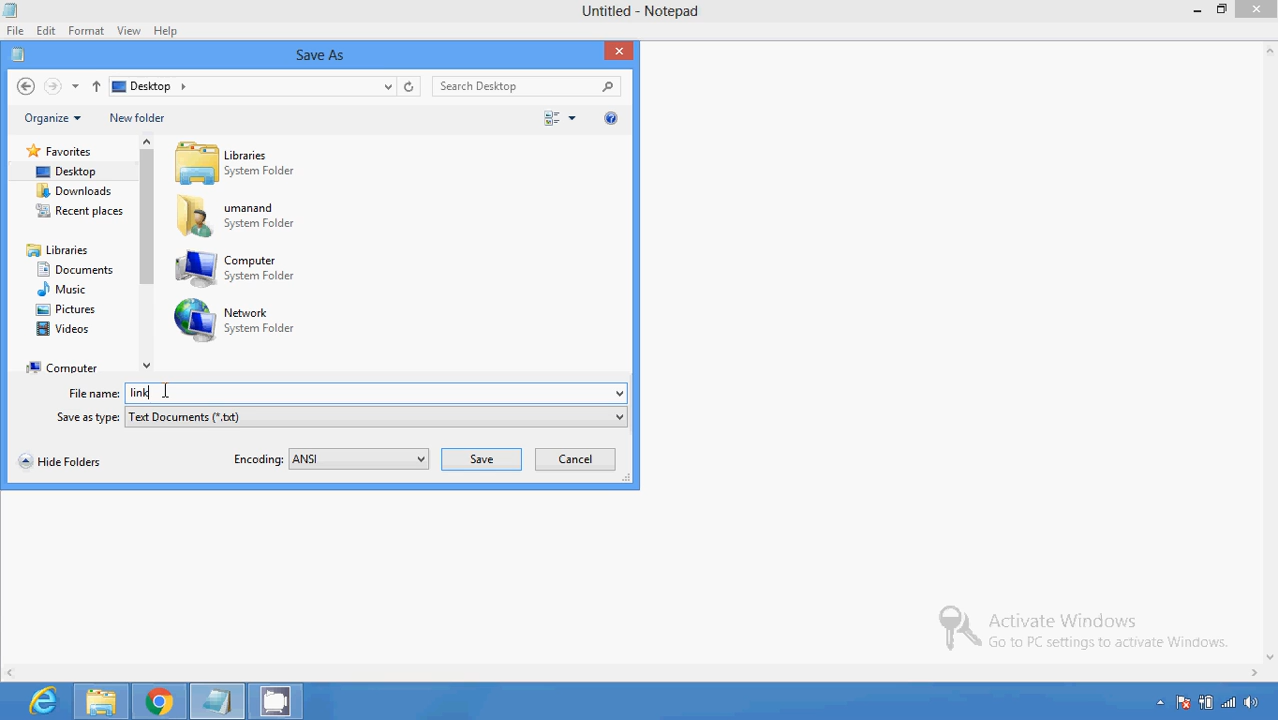 Untitled - Notepad
File Edit Format View Help
Save As
Desktop
Search Desktop
Organize New folder
Favorites
Desktop
Downloads
Recent places
Libraries
Documents
Music
Pictures
Videos
Computer
Libraries
System Folder
umanand
System Folder
Computer
System Folder
Network
System Folder
File name: link
Save as type: Text Documents (*.txt)
Hide Folders Encoding: ANSI Save Cancel
Activate Windows
Go to PC settings to activate Windows.